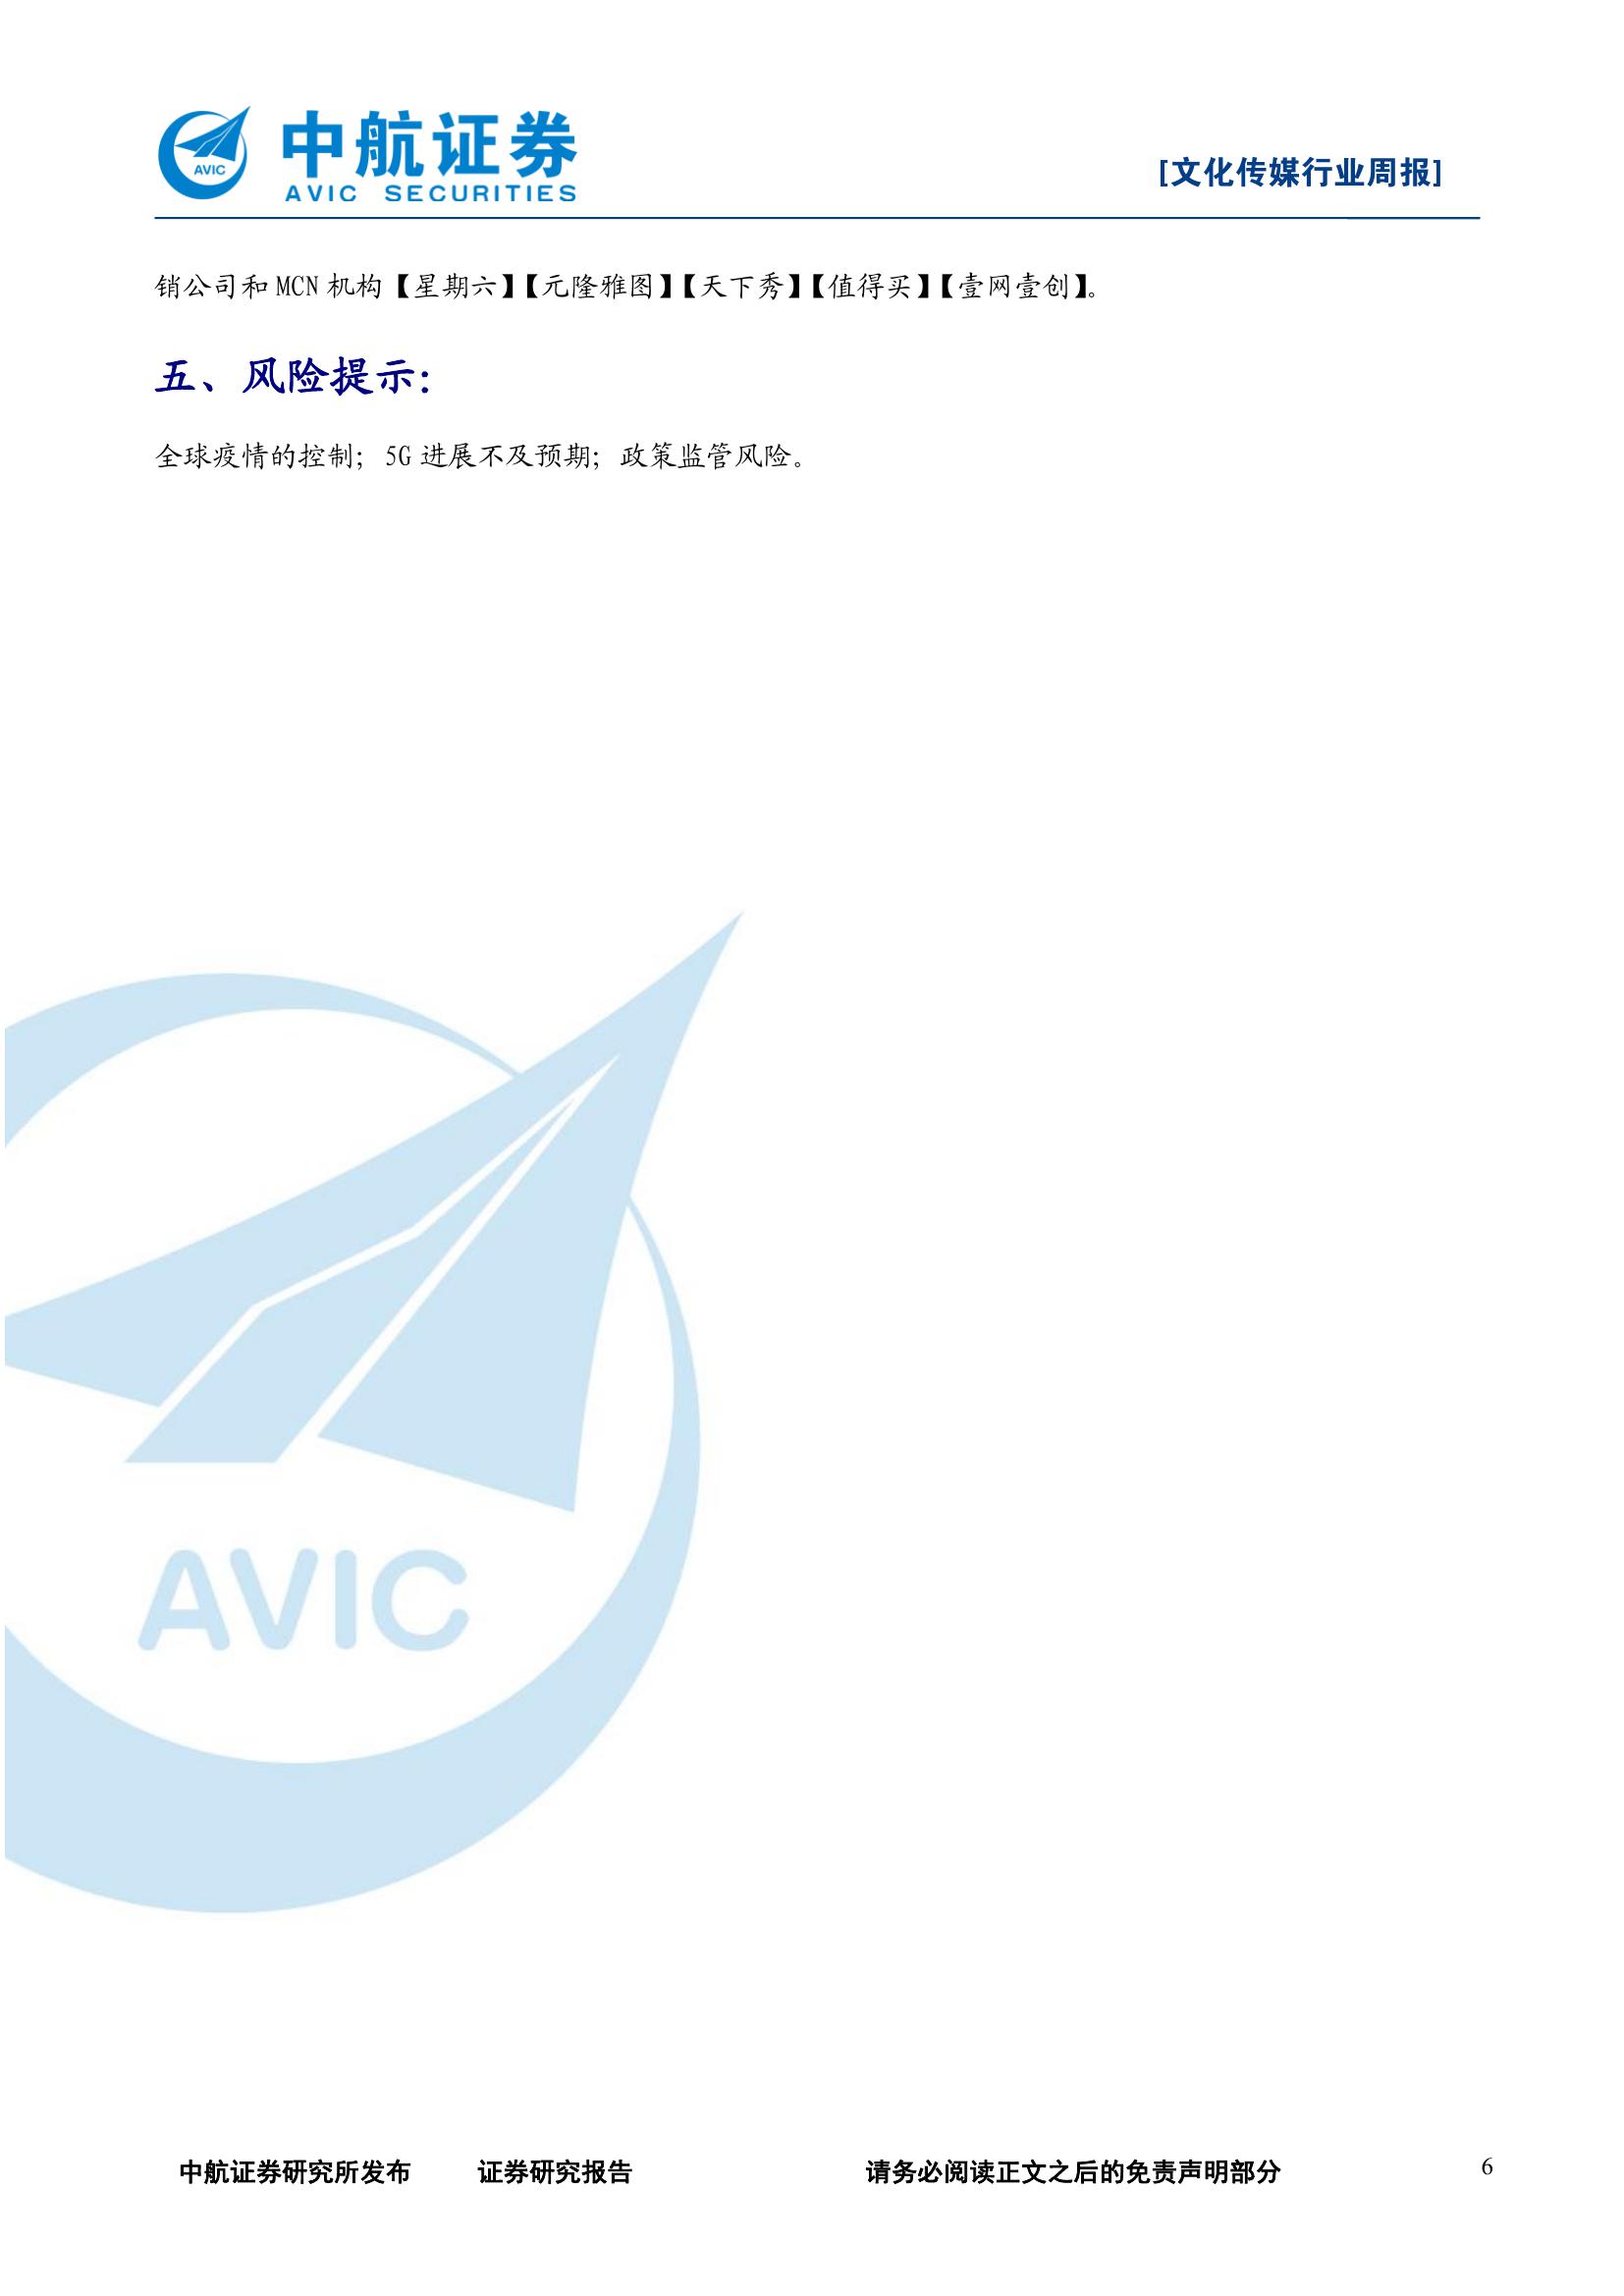 AVIC
中航证券
AVIC SECURITIES
[文化传媒行业周报]
销公司和 MCN 机构【星期六】【元隆雅图】【天下秀】【值得买】【壹网壹创】。
五、风险提示：
全球疫情的控制；5G 进展不及预期；政策监管风险。
AVIC
中航证券研究所发布 证券研究报告 请务必阅读正文之后的免责声明部分 6